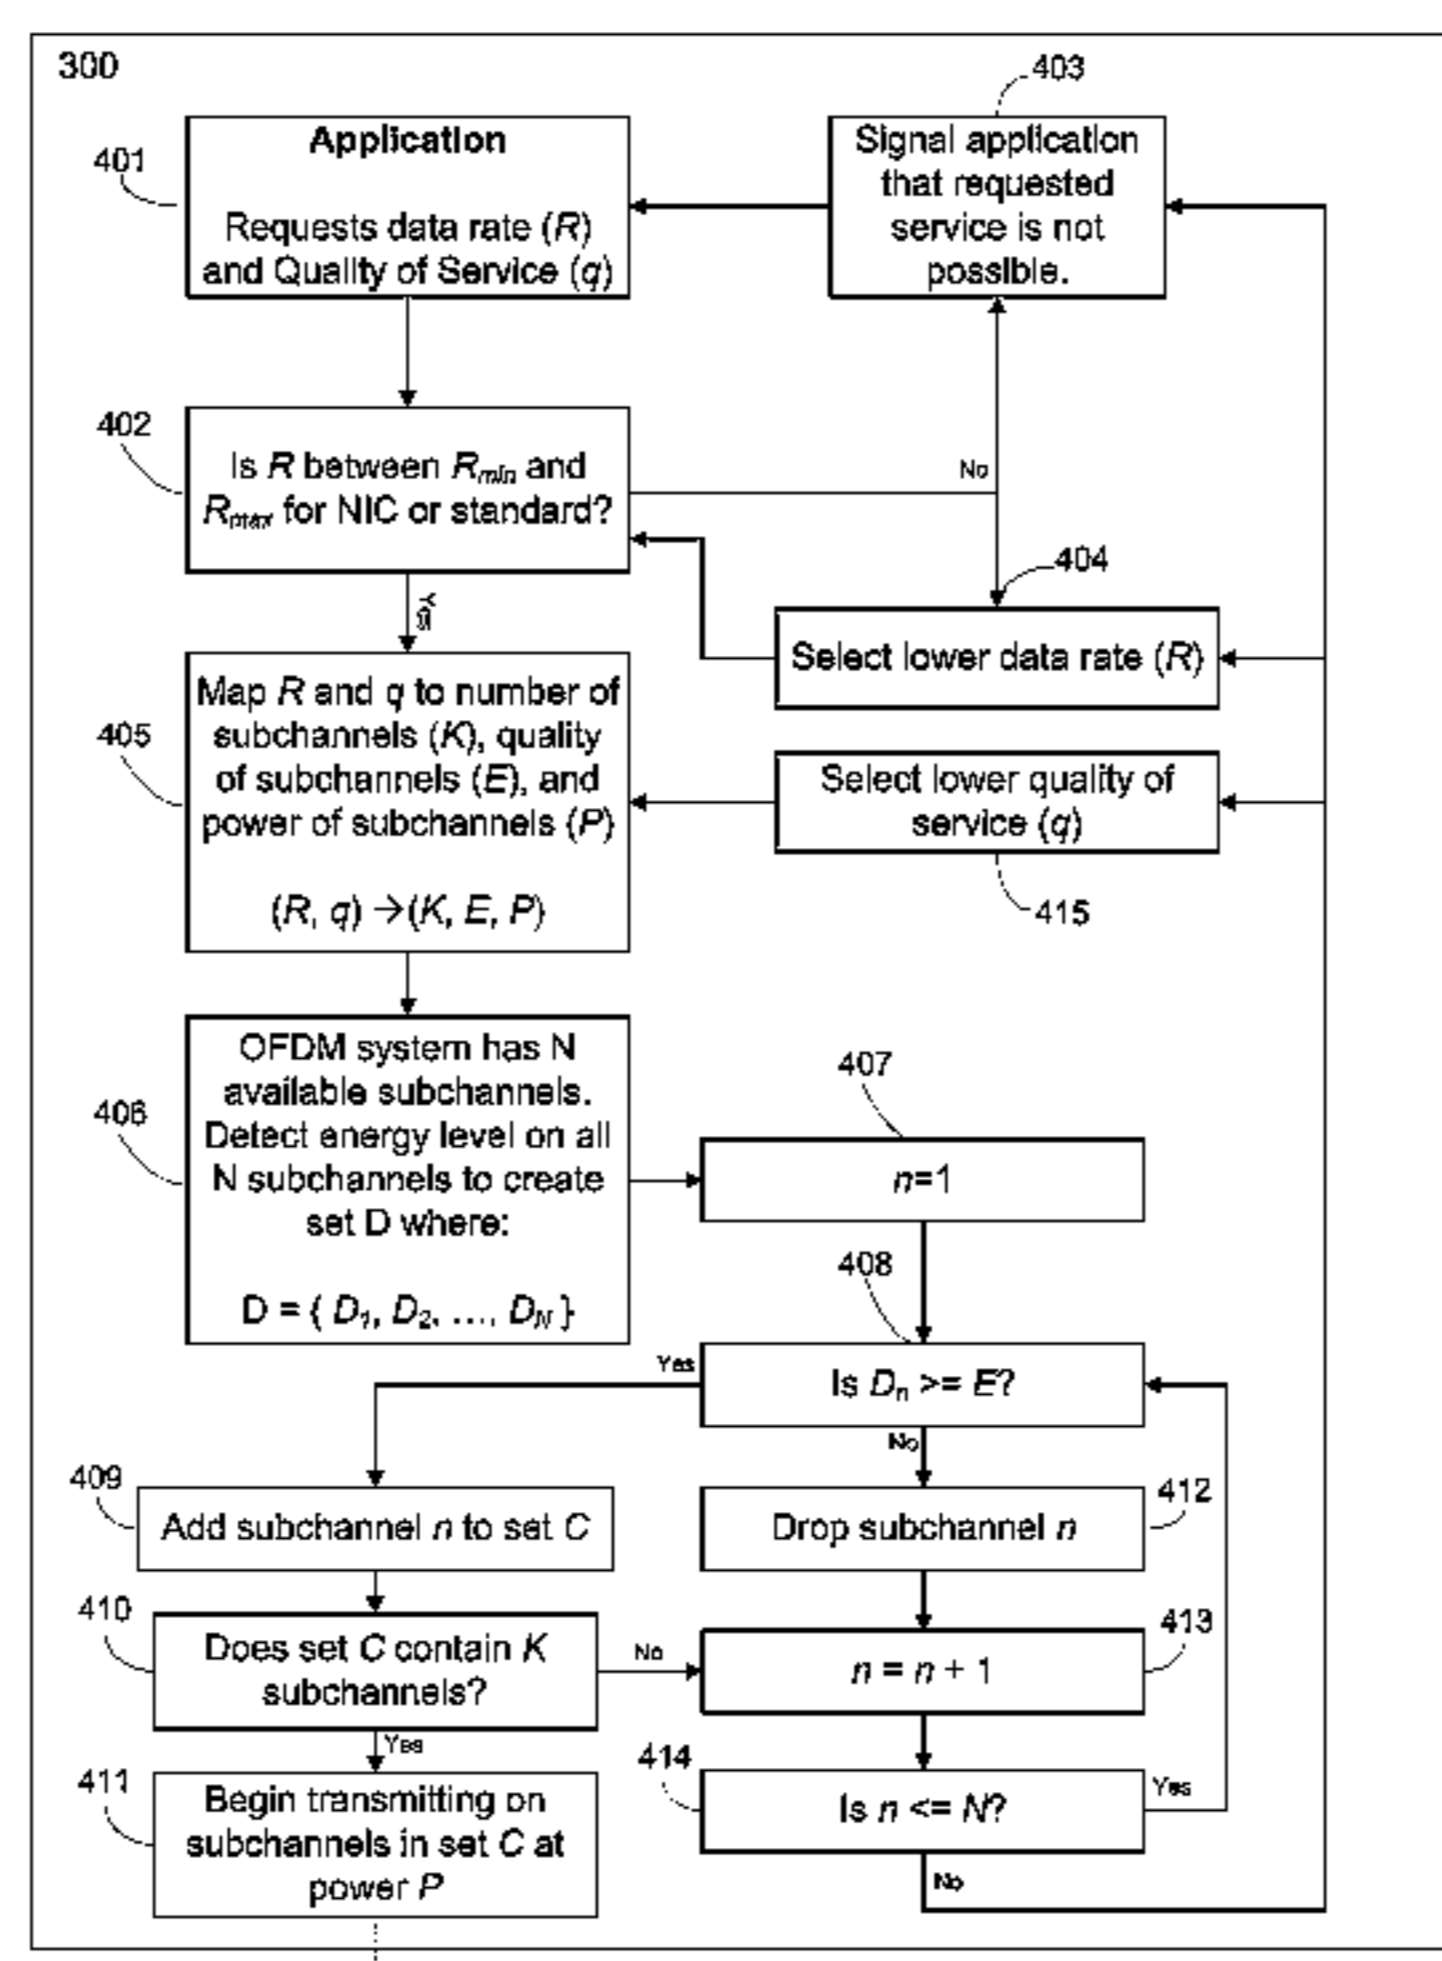 300
403
401
Application
Requests data rate (R)
and Quality of Service (q)
Signal application
that requested
service is not
possible.
402
Is R between Rmin and
Rmax for NIC or standard?
No
404
Yes
Select lower data rate (R)
405
Map R and q to number of
subchannels (K), quality
of subchannels (E), and
power of subchannels (P)
(R, q) →(K, E, P)
Select lower quality of
service (q)
415
406
OFDM system has N
available subchannels.
Detect energy level on all
N subchannels to create
set D where:
D = { D1, D2, ..., DN }
407
n=1
408
Yes
Is Dn >= E?
No
409
Add subchannel n to set C
412
Drop subchannel n
410
Does set C contain K
subchannels?
No
413
n = n + 1
Yes
411
Begin transmitting on
subchannels in set C at
power P
414
Is n <= N?
Yes
No